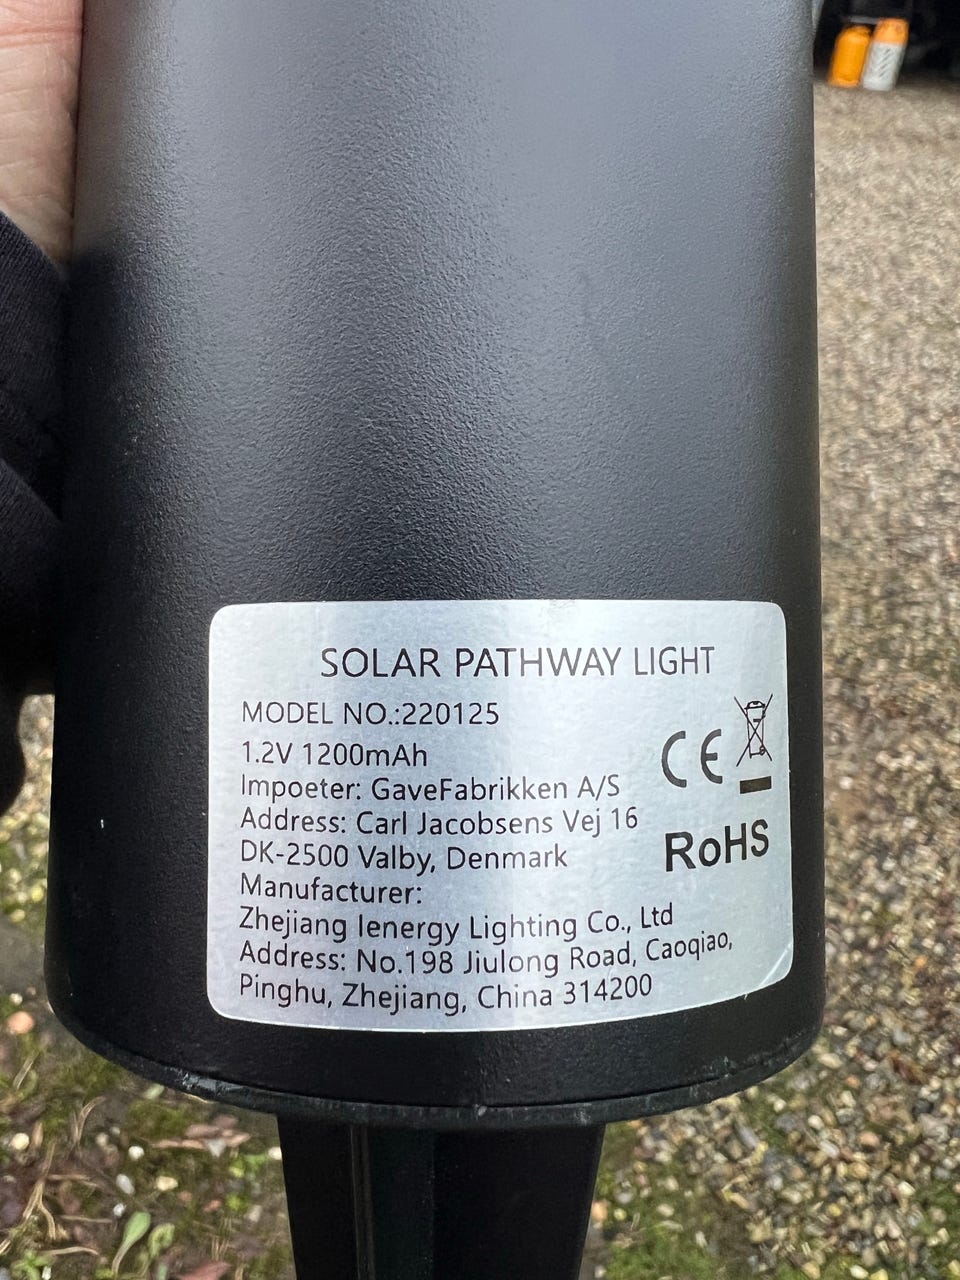 SOLAR PATHWAY LIGHT
MODEL NO.:220125
1.2V 1200mAh
Impoeter: GaveFabrikken A/S
Address: Carl Jacobsens Vej 16
DK-2500 Valby, Denmark
Manufacturer:
Zhejiang Ienergy Lighting Co., Ltd
Address: No.198 Jiulong Road, Caoqiao,
Pinghu, Zhejiang, China 314200
CE
RoHS